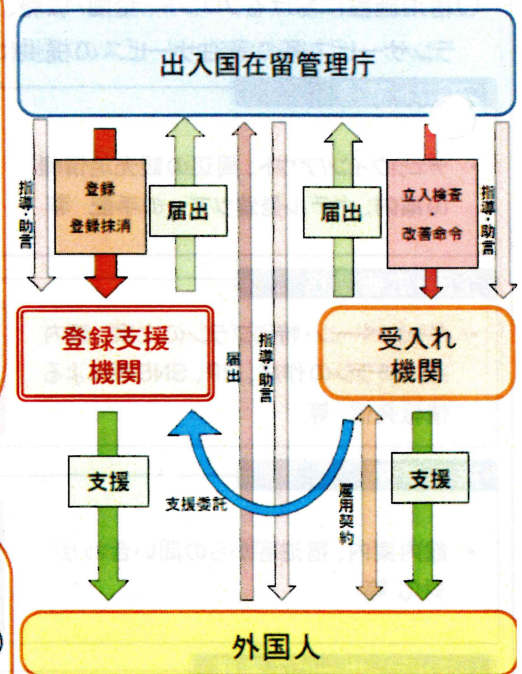 出入国在留管理庁
指導・助言
登録
・
登録抹消
届出
届出
指導・助言
届出
立入検査
・
改善命令
指導・助言
登録支援
機関
受入れ
機関
支援
支援委託
雇用契約
支援
外国人